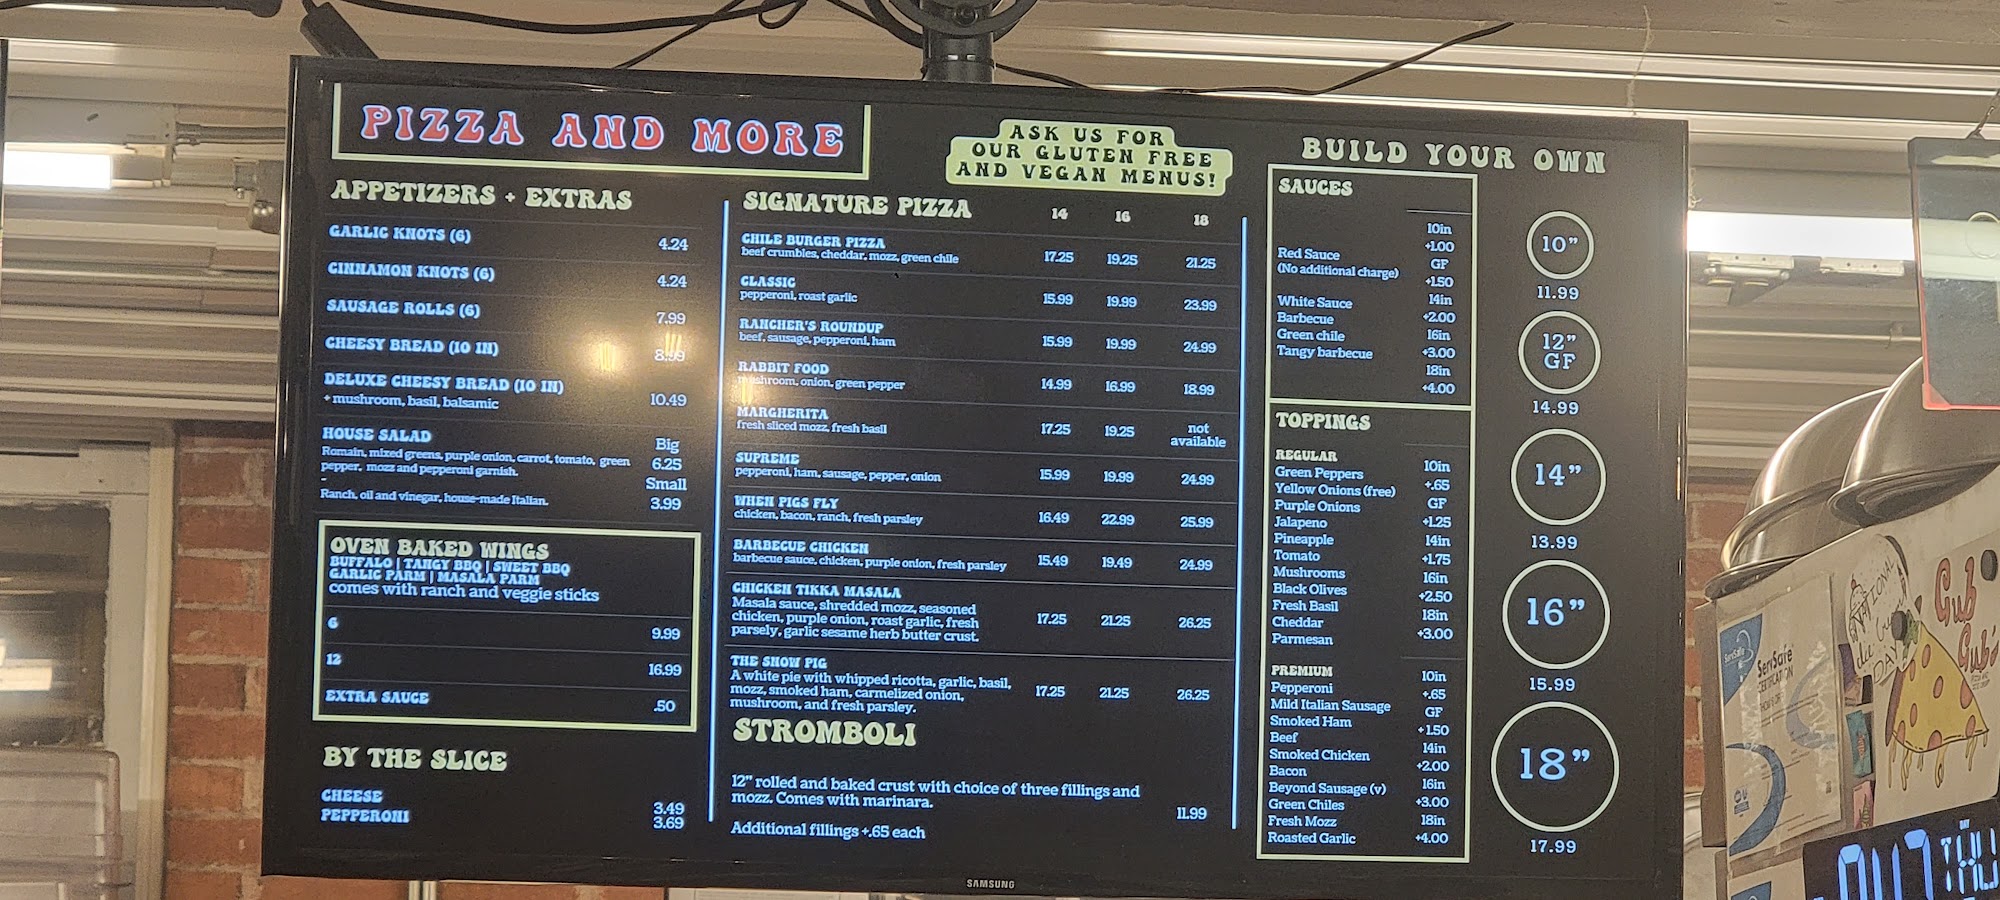 PIZZA AND MORE
ASK US FOR
OUR GLUTEN FREE
AND VEGAN MENUS!
APPETIZERS + EXTRAS
GARLIC KNOTS (6) 4.24
CINNAMON KNOTS (6) 4.24
SAUSAGE ROLLS (6) 7.99
CHEESY BREAD (10 IN) 8.99
DELUXE CHEESY BREAD (10 IN)
+ mushroom, basil, balsamic 10.49
HOUSE SALAD Big
Romain, mixed greens, purple onion, carrot, tomato, green 6.25
pepper, mozz and pepperoni garnish. Small
-
Ranch, oil and vinegar, house-made Italian. 3.99
OVEN BAKED WINGS
BUFFALO | TANGY BBQ | SWEET BBQ
GARLIC PARM | MASALA PARM
comes with ranch and veggie sticks
6 9.99
12 16.99
EXTRA SAUCE .50
BY THE SLICE
CHEESE 3.49
PEPPERONI 3.69
SIGNATURE PIZZA 14 16 18
CHILE BURGER PIZZA
beef crumbles, cheddar, mozz, green chile 17.25 19.25 21.25
CLASSIC
pepperoni, roast garlic 15.99 19.99 23.99
RANCHER'S ROUNDUP
beef, sausage, pepperoni, ham 15.99 19.99 24.99
RABBIT FOOD
mushroom, onion, green pepper 14.99 16.99 18.99
MARGHERITA
fresh sliced mozz, fresh basil 17.25 19.25 not
available
SUPREME
pepperoni, ham, sausage, pepper, onion 15.99 19.99 24.99
WHEN PIGS FLY
chicken, bacon, ranch, fresh parsley 16.49 22.99 25.99
BARBECUE CHICKEN
barbecue sauce, chicken, purple onion, fresh parsley 15.49 19.49 24.99
CHICKEN TIKKA MASALA
Masala sauce, shredded mozz, seasoned
chicken, purple onion, roast garlic, fresh 17.25 21.25 26.25
parsely, garlic sesame herb butter crust.
THE SNOW PIG
A white pie with whipped ricotta, garlic, basil,
mozz, smoked ham, carmelized onion, 17.25 21.25 26.25
mushroom, and fresh parsley.
STROMBOLI
12" rolled and baked crust with choice of three fillings and
mozz. Comes with marinara. 11.99
Additional fillings +.65 each
BUILD YOUR OWN
SAUCES
10in
+1.00
Red Sauce GF
(No additional charge) +1.50
White Sauce 14in
Barbecue +2.00
Green chile 16in
Tangy barbecue +3.00
18in
+4.00
TOPPINGS
REGULAR
Green Peppers 10in
Yellow Onions (free) +.65
Purple Onions GF
Jalapeno +1.25
Pineapple 14in
Tomato +1.75
Mushrooms 16in
Black Olives +2.50
Fresh Basil 18in
Cheddar +3.00
Parmesan
PREMIUM 10in
Pepperoni +.65
Mild Italian Sausage GF
Smoked Ham +1.50
Beef 14in
Smoked Chicken +2.00
Bacon 16in
Beyond Sausage (v) +3.00
Green Chiles 18in
Fresh Mozz +4.00
Roasted Garlic
10"
11.99
12"
GF
14.99
14"
13.99
16"
15.99
18"
17.99
SAMSUNG
ServSafe
CERTIFICATION
NATIONAL
DAY
Gub
Gub's
DAY
THU